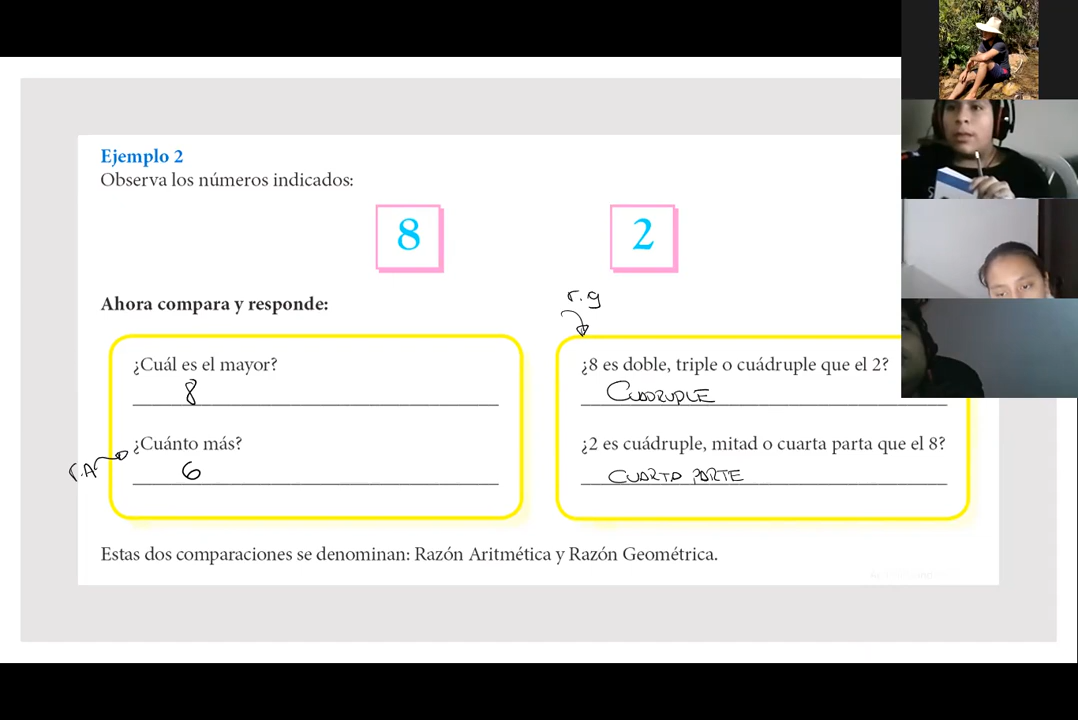 Ejemplo 2
Observa los números indicados:
8 2
Ahora compara y responde:
r.g
¿Cuál es el mayor?
8
¿Cuánto más?
r.A
6
¿8 es doble, triple o cuádruple que el 2?
CUADRUPLE
¿2 es cuádruple, mitad o cuarta parta que el 8?
CUARTA PARTE
Estas dos comparaciones se denominan: Razón Aritmética y Razón Geométrica.